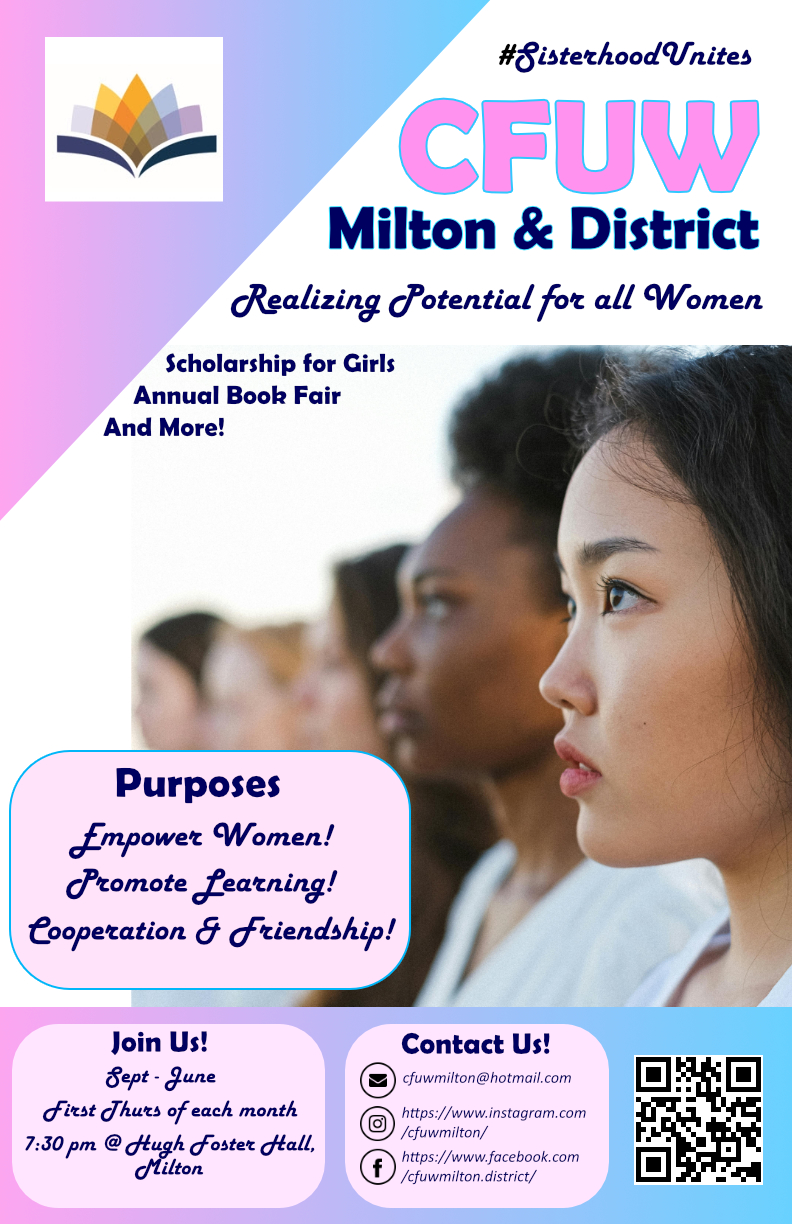 #SisterhoodUnites
CFUW
Milton & District
Realizing Potential for all Women
Scholarship for Girls
Annual Book Fair
And More!
Purposes
Empower Women!
Promote Learning!
Cooperation & Friendship!
Join Us!
Sept - June
First Thurs of each month
7:30 pm @ Hugh Foster Hall,
Milton
Contact Us!
cfuwmilton@hotmail.com
https://www.instagram.com
/cfuwmilton/
https://www.facebook.com
/cfuwmilton.district/